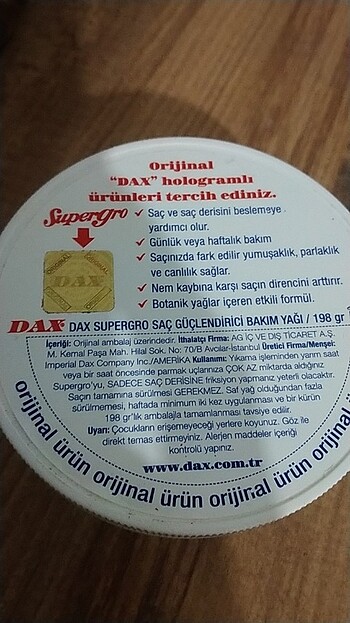 Orijinal
"DAX" hologramlı
ürünleri tercih ediniz.
Supergro
✓ Saç ve saç derisini beslemeye
yardımcı olur.
✓ Günlük veya haftalık bakım
✓ Saçınızda fark edilir yumuşaklık, parlaklık
ve canlılık sağlar.
✓ Nem kaybına karşı saçın direncini arttırır.
✓ Botanik yağlar içeren etkili formül.
ORIGINAL
DAX
DAX DAX SUPERGRO SAÇ GÜÇLENDİRİCİ BAKIM YAĞI / 198 gr
İçeriği: Orijinal ambalaj üzerindedir. İthalatçı Firma: AG İÇ VE DIŞ TİCARET A.Ş.
M. Kemal Paşa Mah. Hilal Sok. No: 70/B Avcılar-İstanbul Üretici Firma/Menşei:
Imperial Dax Company Inc./AMERİKA Kullanımı: Yıkama işleminden yarım saat
veya bir saat öncesinde parmak uçlarınıza ÇOK AZ miktarda aldığınız
Supergro'yu, SADECE SAÇ DERİSİNE friksiyon yapmanız yeterli olacaktır.
Saçın tamamına sürülmesi GEREKMEZ. Saf yağ olduğundan fazla
sürülmemesi, haftada minimum iki kez uygulanması ve bir kürün
198 gr'lık ambalajla tamamlanması tavsiye edilir.
Uyarı: Çocukların erişemeyeceği yerlere koyunuz. Göz ile
direkt temas ettirmeyiniz. Alerjen maddeler içeriği
kontrolü yapınız.
www.dax.com.tr
orijinal ürün orijinal ürün orijinal ürün orijinal